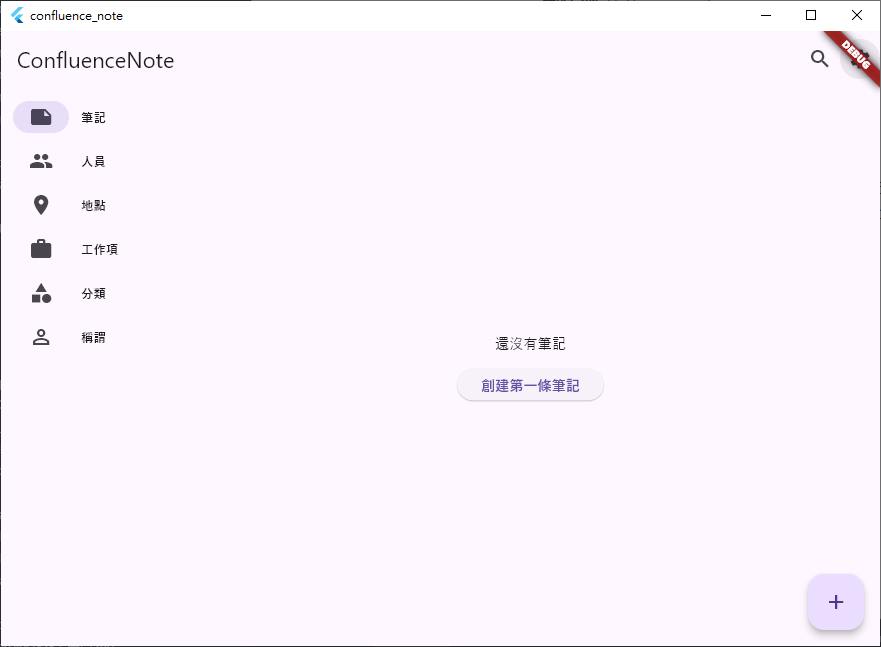 confluence_note
ConfluenceNote
DEBUG
筆記
人員
地點
工作項
分類
稱謂
還沒有筆記
創建第一條筆記